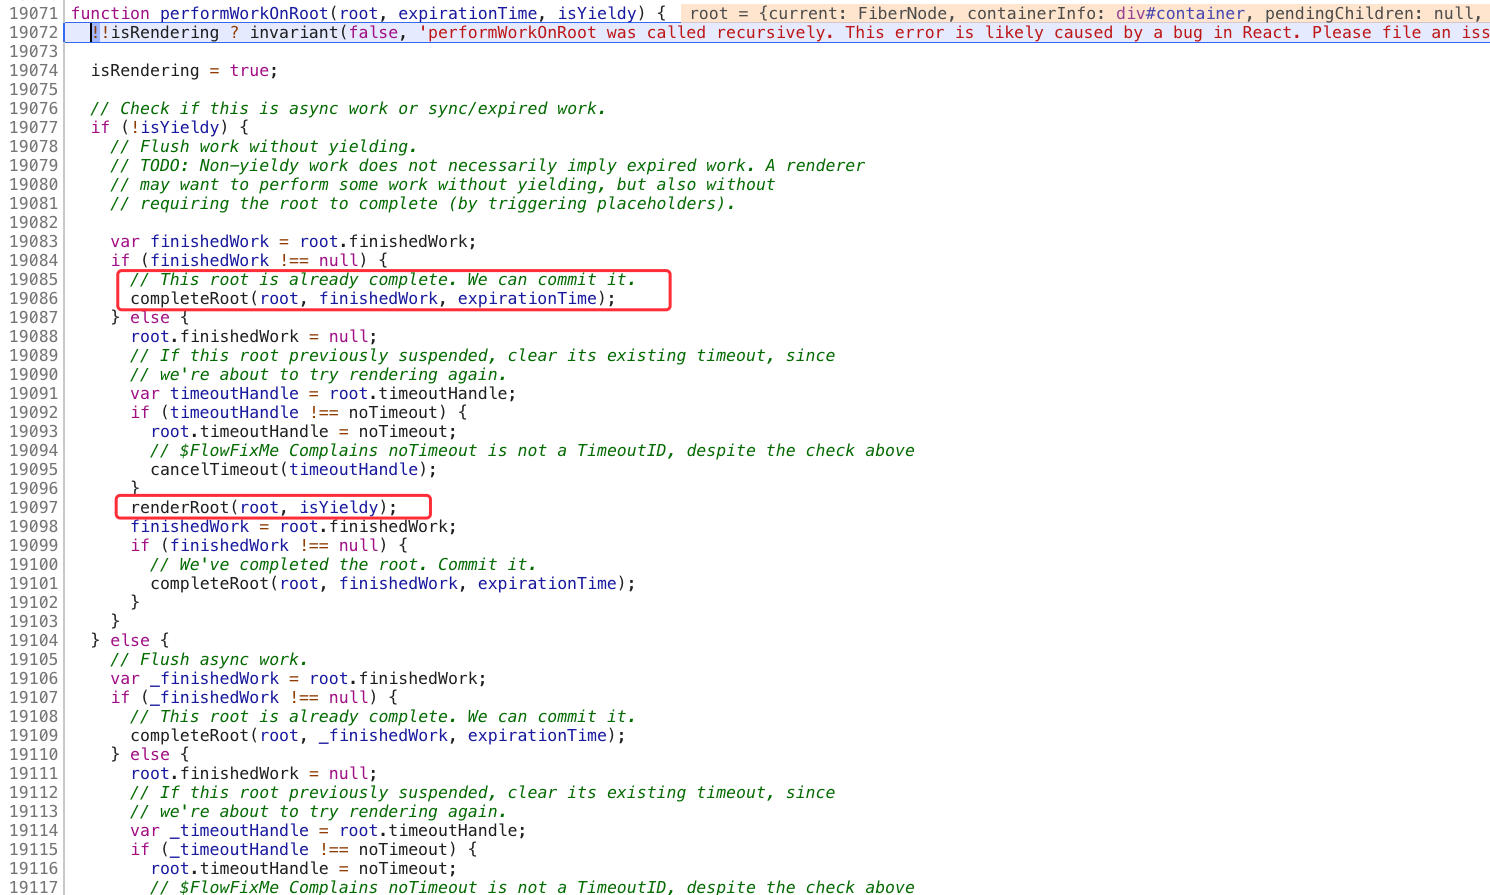 19071 function performWorkOnRoot(root, expirationTime, isYieldy) { root = {current: FiberNode, containerInfo: div#container, pendingChildren: null,
19072 !!isRendering ? invariant(false, 'performWorkOnRoot was called recursively. This error is likely caused by a bug in React. Please file an iss
19073
19074 isRendering = true;
19075
19076 // Check if this is async work or sync/expired work.
19077 if (!isYieldy) {
19078 // Flush work without yielding.
19079 // TODO: Non-yieldy work does not necessarily imply expired work. A renderer
19080 // may want to perform some work without yielding, but also without
19081 // requiring the root to complete (by triggering placeholders).
19082
19083 var finishedWork = root.finishedWork;
19084 if (finishedWork !== null) {
19085 // This root is already complete. We can commit it.
19086 completeRoot(root, finishedWork, expirationTime);
19087 } else {
19088 root.finishedWork = null;
19089 // If this root previously suspended, clear its existing timeout, since
19090 // we're about to try rendering again.
19091 var timeoutHandle = root.timeoutHandle;
19092 if (timeoutHandle !== noTimeout) {
19093 root.timeoutHandle = noTimeout;
19094 // $FlowFixMe Complains noTimeout is not a TimeoutID, despite the check above
19095 cancelTimeout(timeoutHandle);
19096 }
19097 renderRoot(root, isYieldy);
19098 finishedWork = root.finishedWork;
19099 if (finishedWork !== null) {
19100 // We've completed the root. Commit it.
19101 completeRoot(root, finishedWork, expirationTime);
19102 }
19103 }
19104 } else {
19105 // Flush async work.
19106 var _finishedWork = root.finishedWork;
19107 if (_finishedWork !== null) {
19108 // This root is already complete. We can commit it.
19109 completeRoot(root, _finishedWork, expirationTime);
19110 } else {
19111 root.finishedWork = null;
19112 // If this root previously suspended, clear its existing timeout, since
19113 // we're about to try rendering again.
19114 var _timeoutHandle = root.timeoutHandle;
19115 if (_timeoutHandle !== noTimeout) {
19116 root.timeoutHandle = noTimeout;
19117 // $FlowFixMe Complains noTimeout is not a TimeoutID, despite the check above